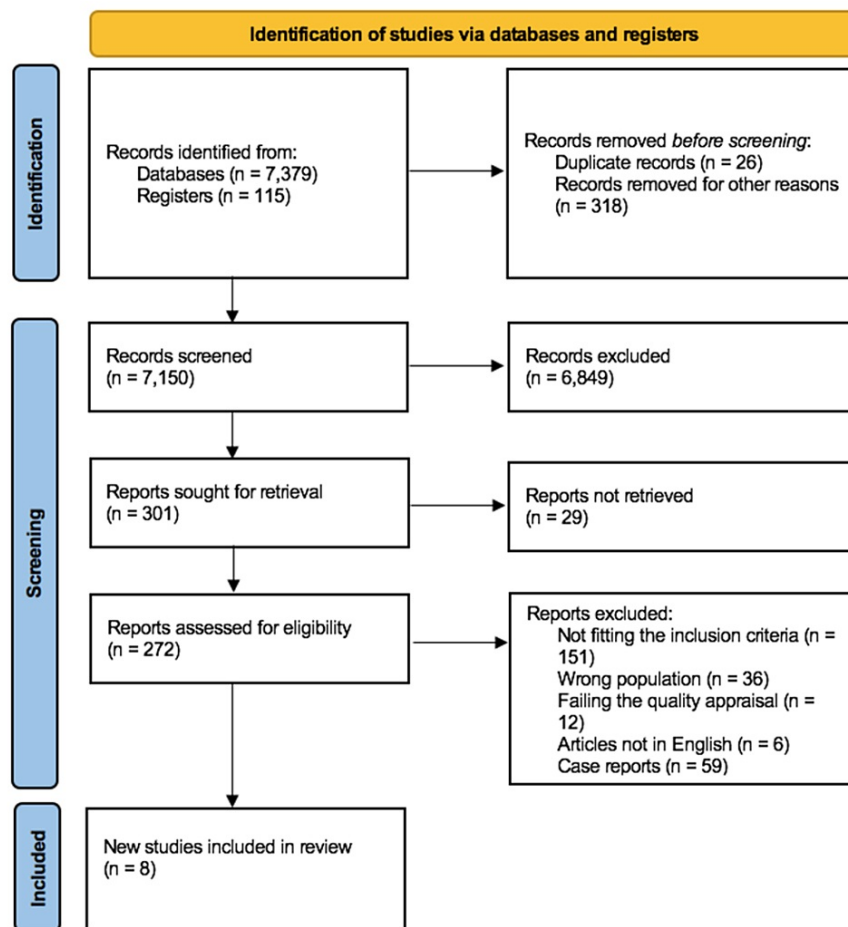 Identification of studies via databases and registers
Identification
Records identified from:
Databases (n = 7,379)
Registers (n = 115)
Records removed before screening:
Duplicate records (n = 26)
Records removed for other reasons
(n = 318)
Screening
Records screened
(n = 7,150)
Records excluded
(n = 6,849)
Reports sought for retrieval
(n = 301)
Reports not retrieved
(n = 29)
Reports assessed for eligibility
(n = 272)
Reports excluded:
Not fitting the inclusion criteria (n =
151)
Wrong population (n = 36)
Failing the quality appraisal (n =
12)
Articles not in English (n = 6)
Case reports (n = 59)
Included
New studies included in review
(n = 8)